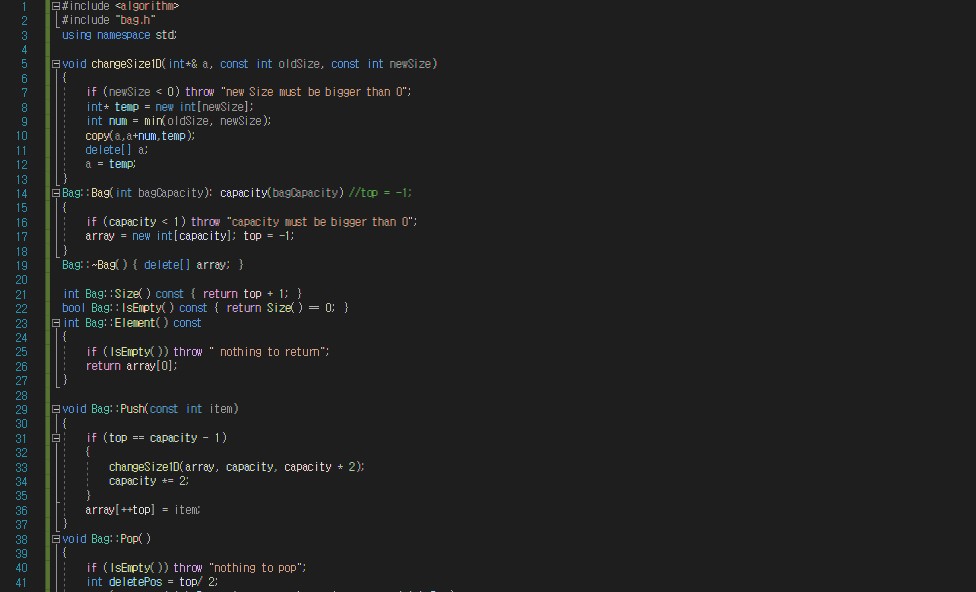 1 #include <algorithm>
2 #include "bag.h"
3 using namespace std;
4
5 void changeSize1D(int*& a, const int oldSize, const int newSize)
6 {
7 if (newSize < 0) throw "new Size must be bigger than 0";
8 int* temp = new int[newSize];
9 int num = min(oldSize, newSize);
10 copy(a,a+num,temp);
11 delete[] a;
12 a = temp;
13 }
14 Bag::Bag(int bagCapacity): capacity(bagCapacity) //top = -1;
15 {
16 if (capacity < 1) throw "capacity must be bigger than 0";
17 array = new int[capacity]; top = -1;
18 }
19 Bag::~Bag() { delete[] array; }
20
21 int Bag::Size() const { return top + 1; }
22 bool Bag::IsEmpty() const { return Size() == 0; }
23 int Bag::Element() const
24 {
25 if (IsEmpty()) throw " nothing to return";
26 return array[0];
27 }
28
29 void Bag::Push(const int item)
30 {
31 if (top == capacity - 1)
32 {
33 changeSize1D(array, capacity, capacity * 2);
34 capacity *= 2;
35 }
36 array[++top] = item;
37 }
38 void Bag::Pop()
39 {
40 if (IsEmpty()) throw "nothing to pop";
41 int deletePos = top/ 2;